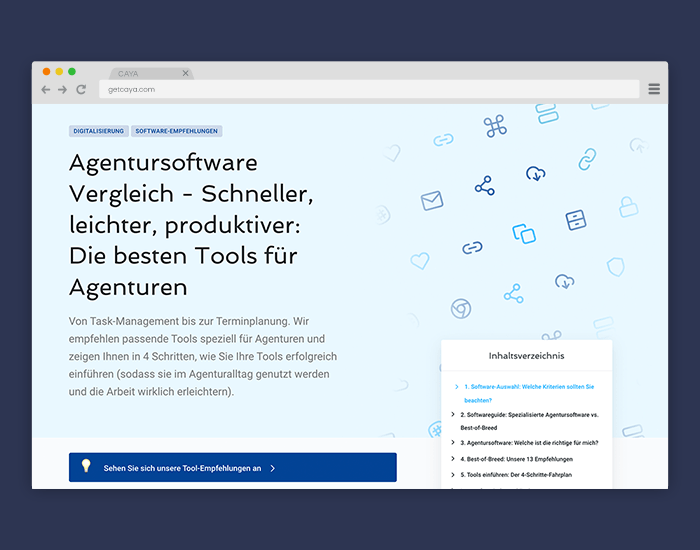 CAYA
getcaya.com
DIGITALISIERUNG
SOFTWARE-EMPFEHLUNGEN
Agentursoftware
Vergleich - Schneller,
leichter, produktiver:
Die besten Tools für
Agenturen
Von Task-Management bis zur Terminplanung. Wir
empfehlen passende Tools speziell für Agenturen und
zeigen Ihnen in 4 Schritten, wie Sie Ihre Tools erfolgreich
einführen (sodass sie im Agenturalltag genutzt werden
und die Arbeit wirklich erleichtern).
Sehen Sie sich unsere Tool-Empfehlungen an
Inhaltsverzeichnis
1. Software-Auswahl: Welche Kriterien sollten Sie
beachten?
2. Softwareguide: Spezialisierte Agentursoftware vs.
Best-of-Breed
3. Agentursoftware: Welche ist die richtige für mich?
4. Best-of-Breed: Unsere 13 Empfehlungen
5. Tools einführen: Der 4-Schritte-Fahrplan